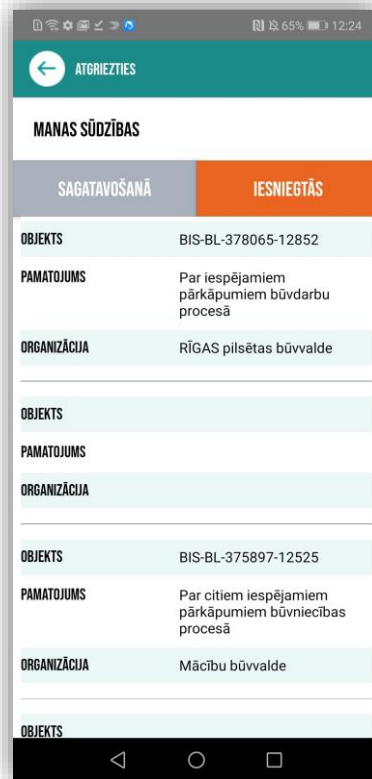 65% 12:24
ATGRIEZTIES
MANAS SŪDZĪBAS
SAGATAVOŠANĀ IESNIEGTĀS
OBJEKTS BIS-BL-378065-12852
PAMATOJUMS Par iespējamiem
pārkāpumiem būvdarbu
procesā
ORGANIZĀCIJA RĪGAS pilsētas būvvalde
OBJEKTS
PAMATOJUMS
ORGANIZĀCIJA
OBJEKTS BIS-BL-375897-12525
PAMATOJUMS Par citiem iespējamiem
pārkāpumiem būvniecības
procesā
ORGANIZĀCIJA Mācību būvvalde
OBJEKTS